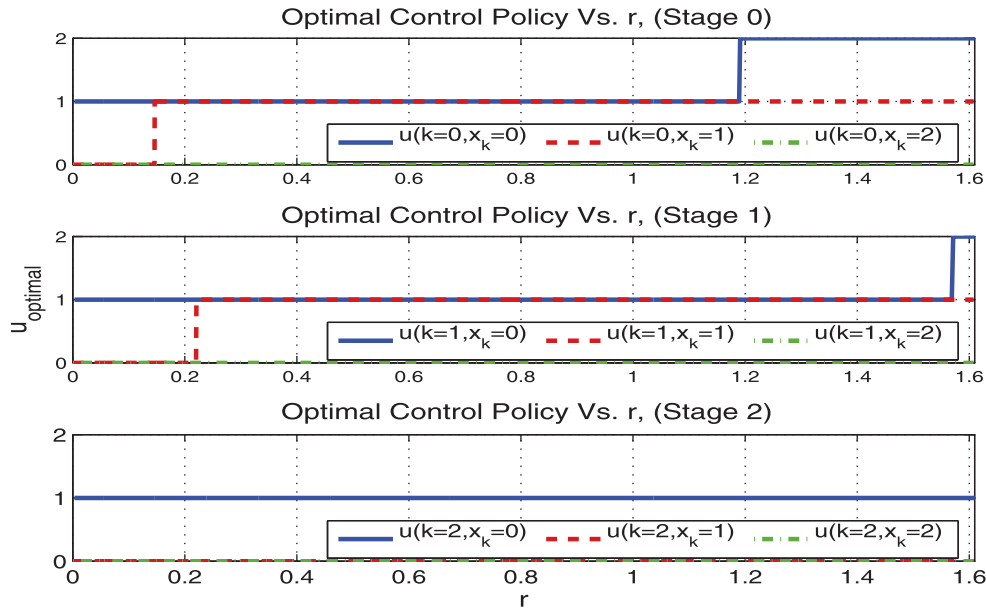 Optimal Control Policy Vs. r, (Stage 0)
2
1
0
u(k=0,x_k=0) u(k=0,x_k=1) u(k=0,x_k=2)
0 0.2 0.4 0.6 0.8 1 1.2 1.4 1.6
Optimal Control Policy Vs. r, (Stage 1)
u_optimal
2
1
0
u(k=1,x_k=0) u(k=1,x_k=1) u(k=1,x_k=2)
0 0.2 0.4 0.6 0.8 1 1.2 1.4 1.6
Optimal Control Policy Vs. r, (Stage 2)
2
1
0
u(k=2,x_k=0) u(k=2,x_k=1) u(k=2,x_k=2)
0 0.2 0.4 0.6 0.8 1 1.2 1.4 1.6
r